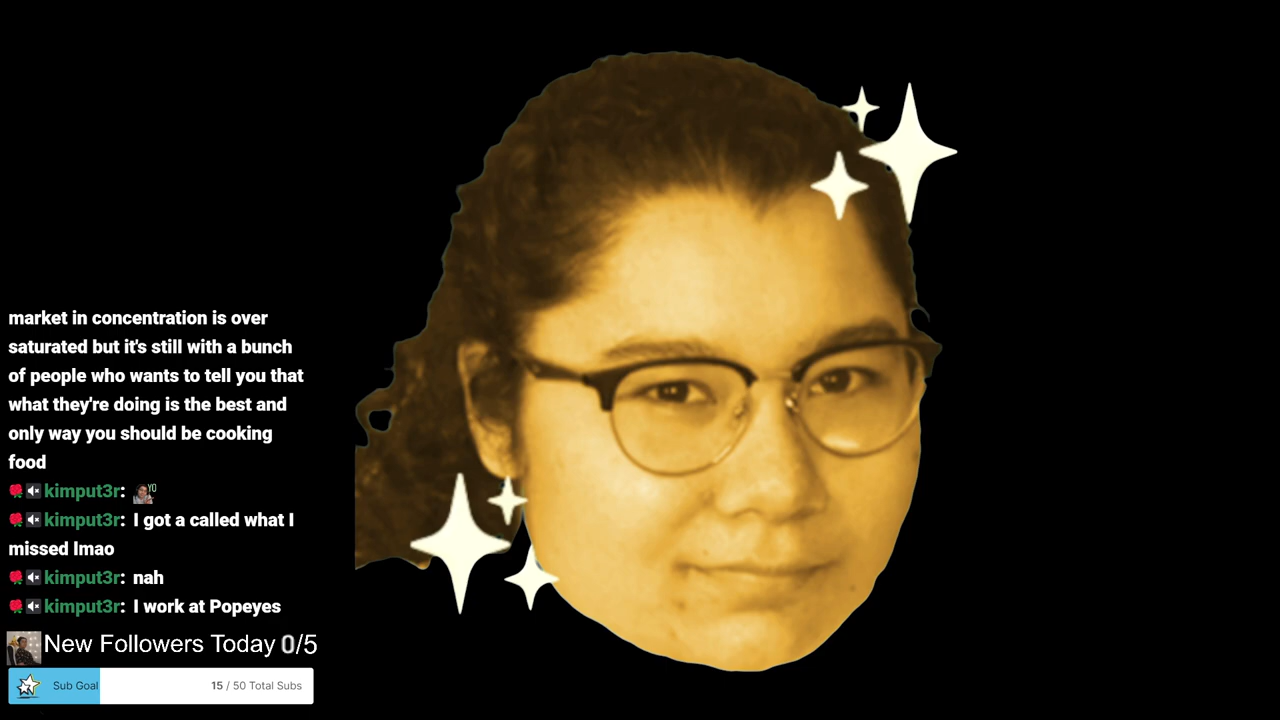 market in concentration is over
saturated but it's still with a bunch
of people who wants to tell you that
what they're doing is the best and
only way you should be cooking
food
kimput3r: YO
kimput3r: I got a called what I
missed lmao
kimput3r: nah
kimput3r: I work at Popeyes
New Followers Today 0/5
Sub Goal 15 / 50 Total Subs